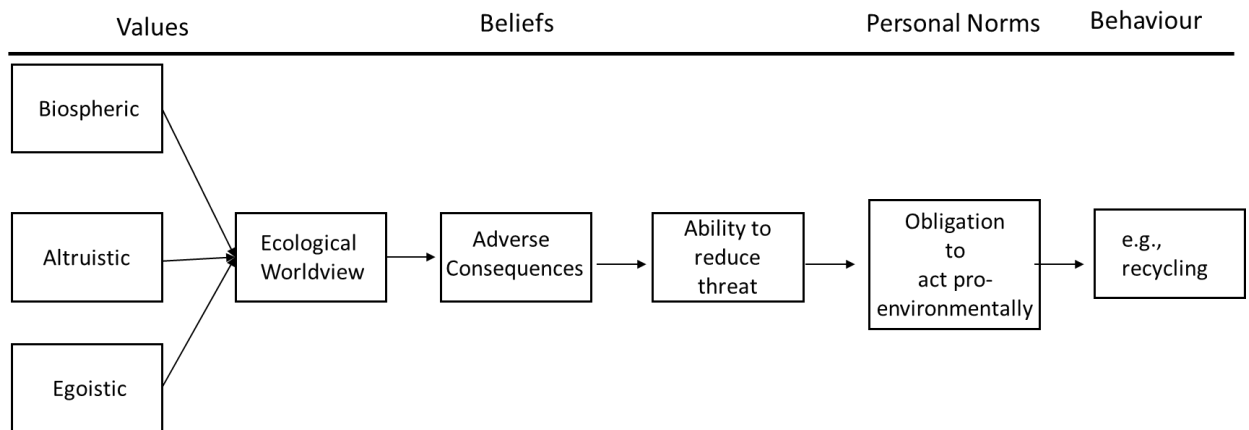 Values
Beliefs
Personal Norms
Behaviour
Biospheric
Altruistic
Egoistic
Ecological
Worldview
Adverse
Consequences
Ability to
reduce
threat
Obligation
to
act pro-
environmentally
e.g.,
recycling